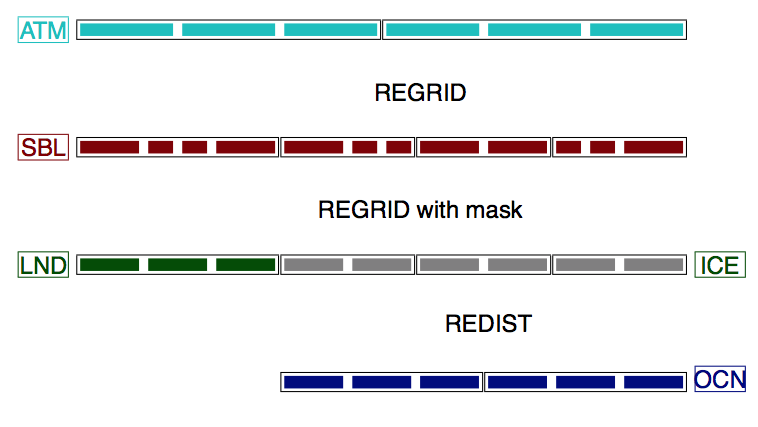 ATM
REGRID
SBL
REGRID with mask
LND
ICE
REDIST
OCN